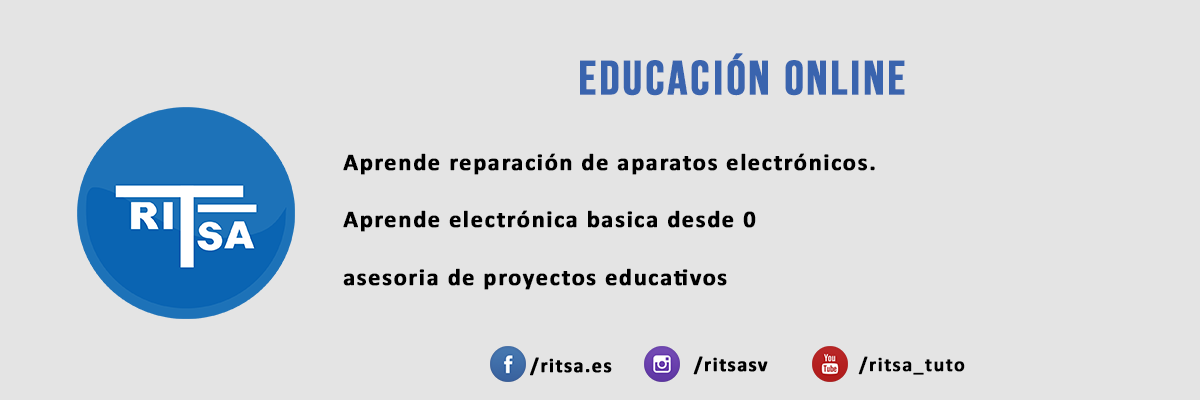 EDUCACIÓN ONLINE
RITSA
Aprende reparación de aparatos electrónicos.
Aprende electrónica basica desde 0
asesoria de proyectos educativos
/ritsa.es /ritsasv You Tube /ritsa_tuto